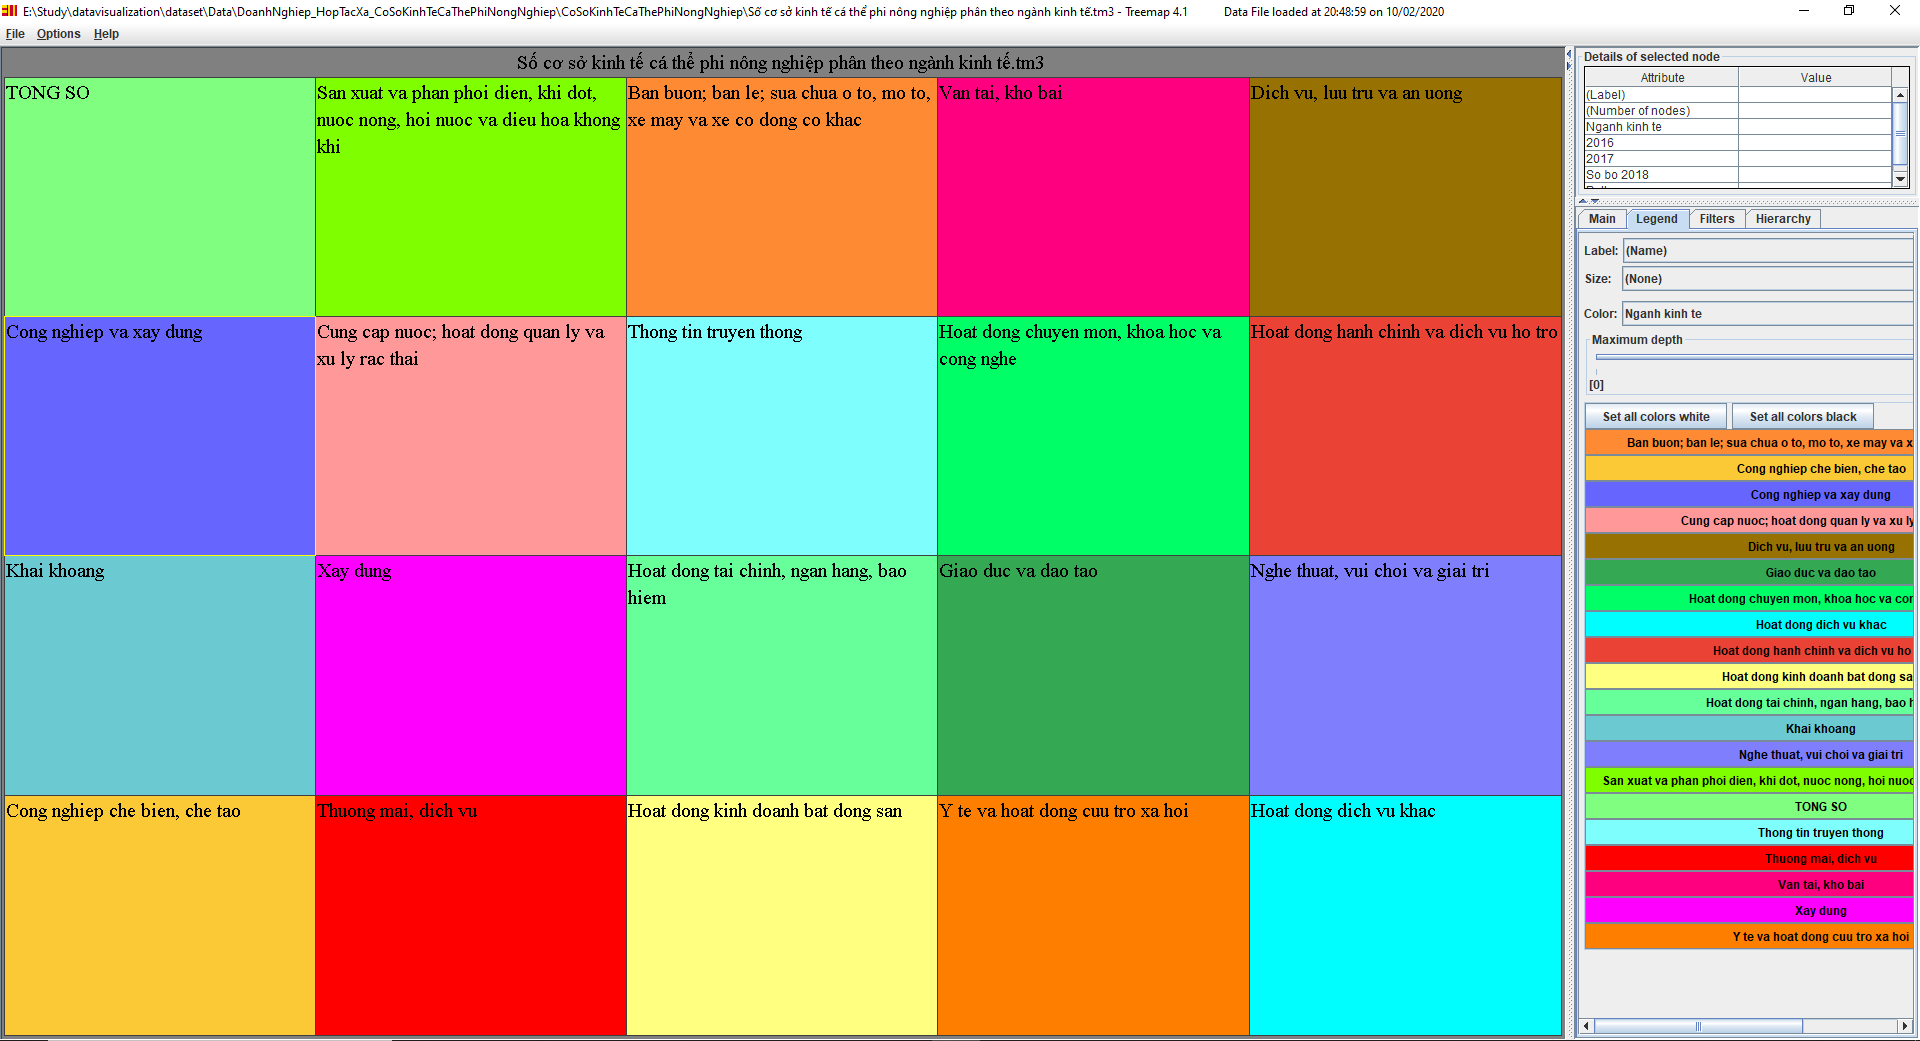 E:\Study\datavisualization\dataset\Data\DoanhNghiep_HopTacXa_CoSoKinhTeCaThePhiNongNghiep\CoSoKinhTeCaThePhiNongNghiep\Số cơ sở kinh tế cá thể phi nông nghiệp phân theo ngành kinh tế.tm3 - Treemap 4.1 Data File loaded at 20:48:59 on 10/02/2020
File Options Help
Số cơ sở kinh tế cá thể phi nông nghiệp phân theo ngành kinh tế.tm3
TONG SO
San xuat va phan phoi dien, khi dot,
nuoc nong, hoi nuoc va dieu hoa khong
khi
Ban buon; ban le; sua chua o to, mo to,
xe may va xe co dong co khac
Van tai, kho bai
Dich vu, luu tru va an uong
Cong nghiep va xay dung
Cung cap nuoc; hoat dong quan ly va
xu ly rac thai
Thong tin truyen thong
Hoat dong chuyen mon, khoa hoc va
cong nghe
Hoat dong hanh chinh va dich vu ho tro
Khai khoang
Xay dung
Hoat dong tai chinh, ngan hang, bao
hiem
Giao duc va dao tao
Nghe thuat, vui choi va giai tri
Cong nghiep che bien, che tao
Thuong mai, dich vu
Hoat dong kinh doanh bat dong san
Y te va hoat dong cuu tro xa hoi
Hoat dong dich vu khac
Details of selected node
Attribute Value
(Label)
(Number of nodes)
Nganh kinh te
2016
2017
So bo 2018
Main Legend Filters Hierarchy
Label: (Name)
Size: (None)
Color: Nganh kinh te
Maximum depth
[0]
Set all colors white Set all colors black
Ban buon; ban le; sua chua o to, mo to, xe may va x
Cong nghiep che bien, che tao
Cong nghiep va xay dung
Cung cap nuoc; hoat dong quan ly va xu ly
Dich vu, luu tru va an uong
Giao duc va dao tao
Hoat dong chuyen mon, khoa hoc va con
Hoat dong dich vu khac
Hoat dong hanh chinh va dich vu ho
Hoat dong kinh doanh bat dong sa
Hoat dong tai chinh, ngan hang, bao h
Khai khoang
Nghe thuat, vui choi va giai tri
San xuat va phan phoi dien, khi dot, nuoc nong, hoi nuoc
TONG SO
Thong tin truyen thong
Thuong mai, dich vu
Van tai, kho bai
Xay dung
Y te va hoat dong cuu tro xa hoi